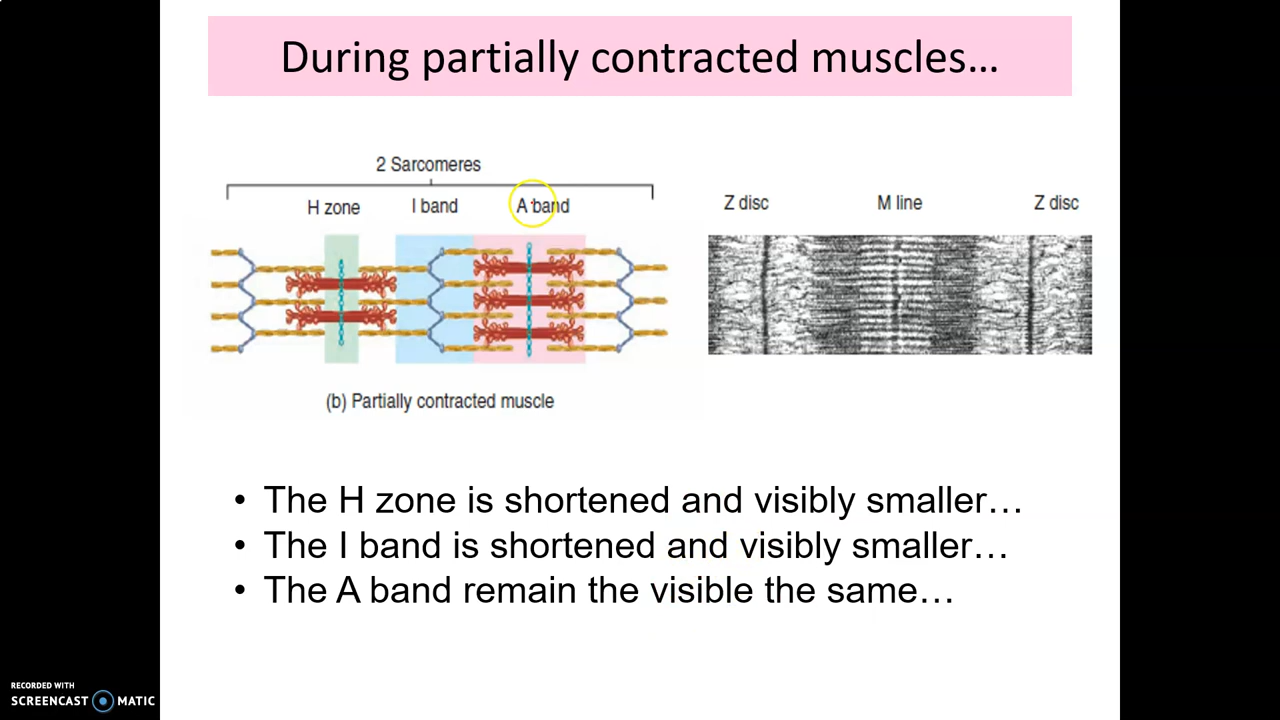 During partially contracted muscles…
2 Sarcomeres
H zone I band A band
Z disc M line Z disc
(b) Partially contracted muscle
• The H zone is shortened and visibly smaller…
• The I band is shortened and visibly smaller…
• The A band remain the visible the same…
RECORDED WITH
SCREENCAST MATIC